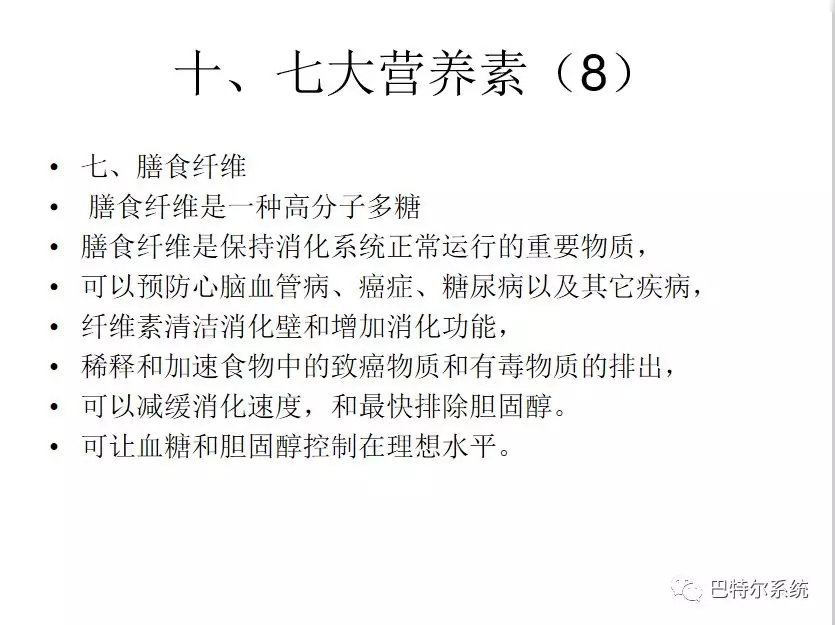 十、七大营养素（8）
• 七、膳食纤维
• 膳食纤维是一种高分子多糖
• 膳食纤维是保持消化系统正常运行的重要物质，
• 可以预防心脑血管病、癌症、糖尿病以及其它疾病，
• 纤维素清洁消化壁和增加消化功能，
• 稀释和加速食物中的致癌物质和有毒物质的排出，
• 可以减缓消化速度，和最快排除胆固醇。
• 可让血糖和胆固醇控制在理想水平。
巴特尔系统